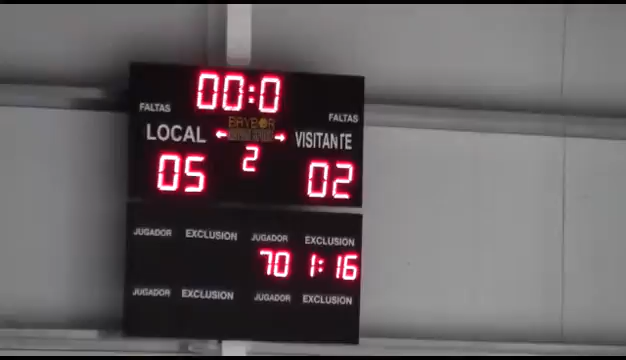 00:0
FALTAS FALTAS
LOCAL VISITANTE
05 2 02
JUGADOR EXCLUSION JUGADOR EXCLUSION
70 1:16
JUGADOR EXCLUSION JUGADOR EXCLUSION